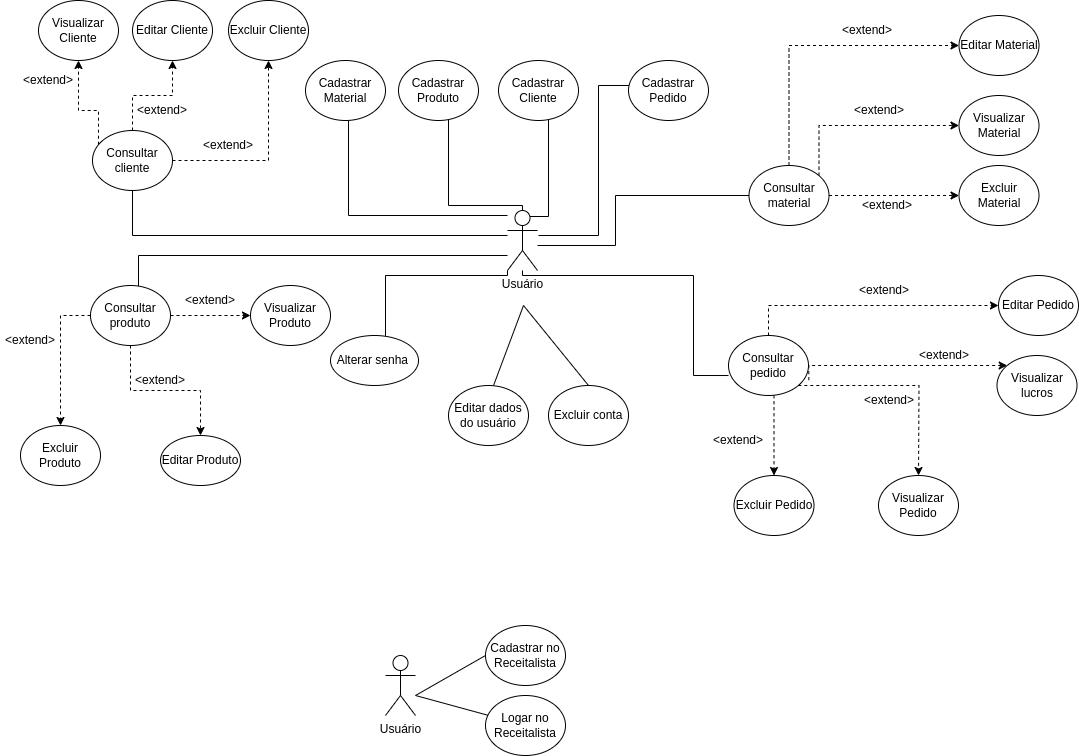 Visualizar
Cliente
Editar Cliente
Excluir Cliente
<extend>
<extend>
<extend>
Consultar
cliente
Cadastrar
Material
Cadastrar
Produto
Cadastrar
Cliente
Cadastrar
Pedido
<extend>
Editar Material
<extend>
Visualizar
Material
Consultar
material
Excluir
Material
<extend>
Usuário
Consultar
produto
<extend>
Visualizar
Produto
<extend>
<extend>
Excluir
Produto
Editar Produto
Alterar senha
Editar dados
do usuário
Excluir conta
<extend>
Editar Pedido
Consultar
pedido
<extend>
Visualizar
lucros
<extend>
<extend>
Excluir Pedido
Visualizar
Pedido
Cadastrar no
Receitalista
Usuário
Logar no
Receitalista